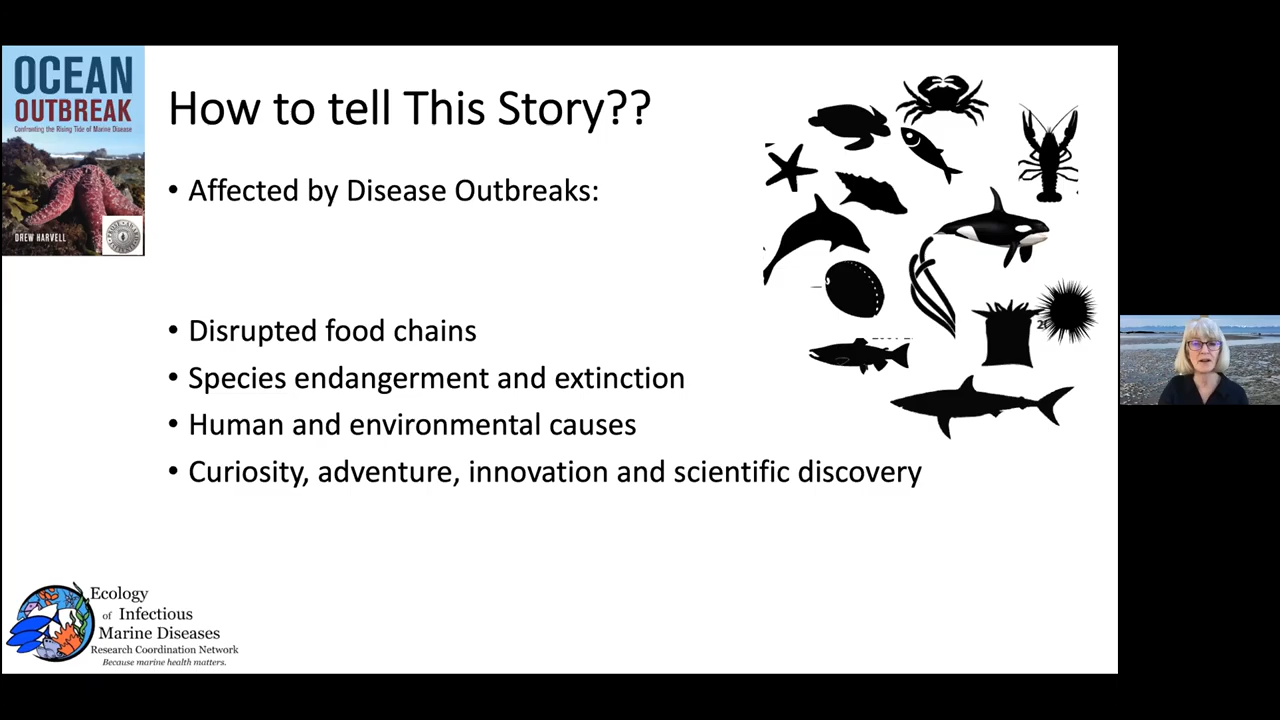 OCEAN
OUTBREAK
Confronting the Rising Tide of Marine Disease
DREW HARVELL
How to tell This Story??
• Affected by Disease Outbreaks:
• Disrupted food chains
• Species endangerment and extinction
• Human and environmental causes
• Curiosity, adventure, innovation and scientific discovery
Ecology
of Infectious
Marine Diseases
Research Coordination Network
Because marine health matters.